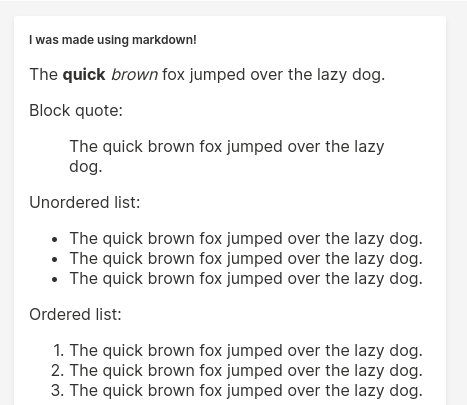 I was made using markdown!
The quick brown fox jumped over the lazy dog.
Block quote:
The quick brown fox jumped over the lazy
dog.
Unordered list:
• The quick brown fox jumped over the lazy dog.
• The quick brown fox jumped over the lazy dog.
• The quick brown fox jumped over the lazy dog.
Ordered list:
1. The quick brown fox jumped over the lazy dog.
2. The quick brown fox jumped over the lazy dog.
3. The quick brown fox jumped over the lazy dog.